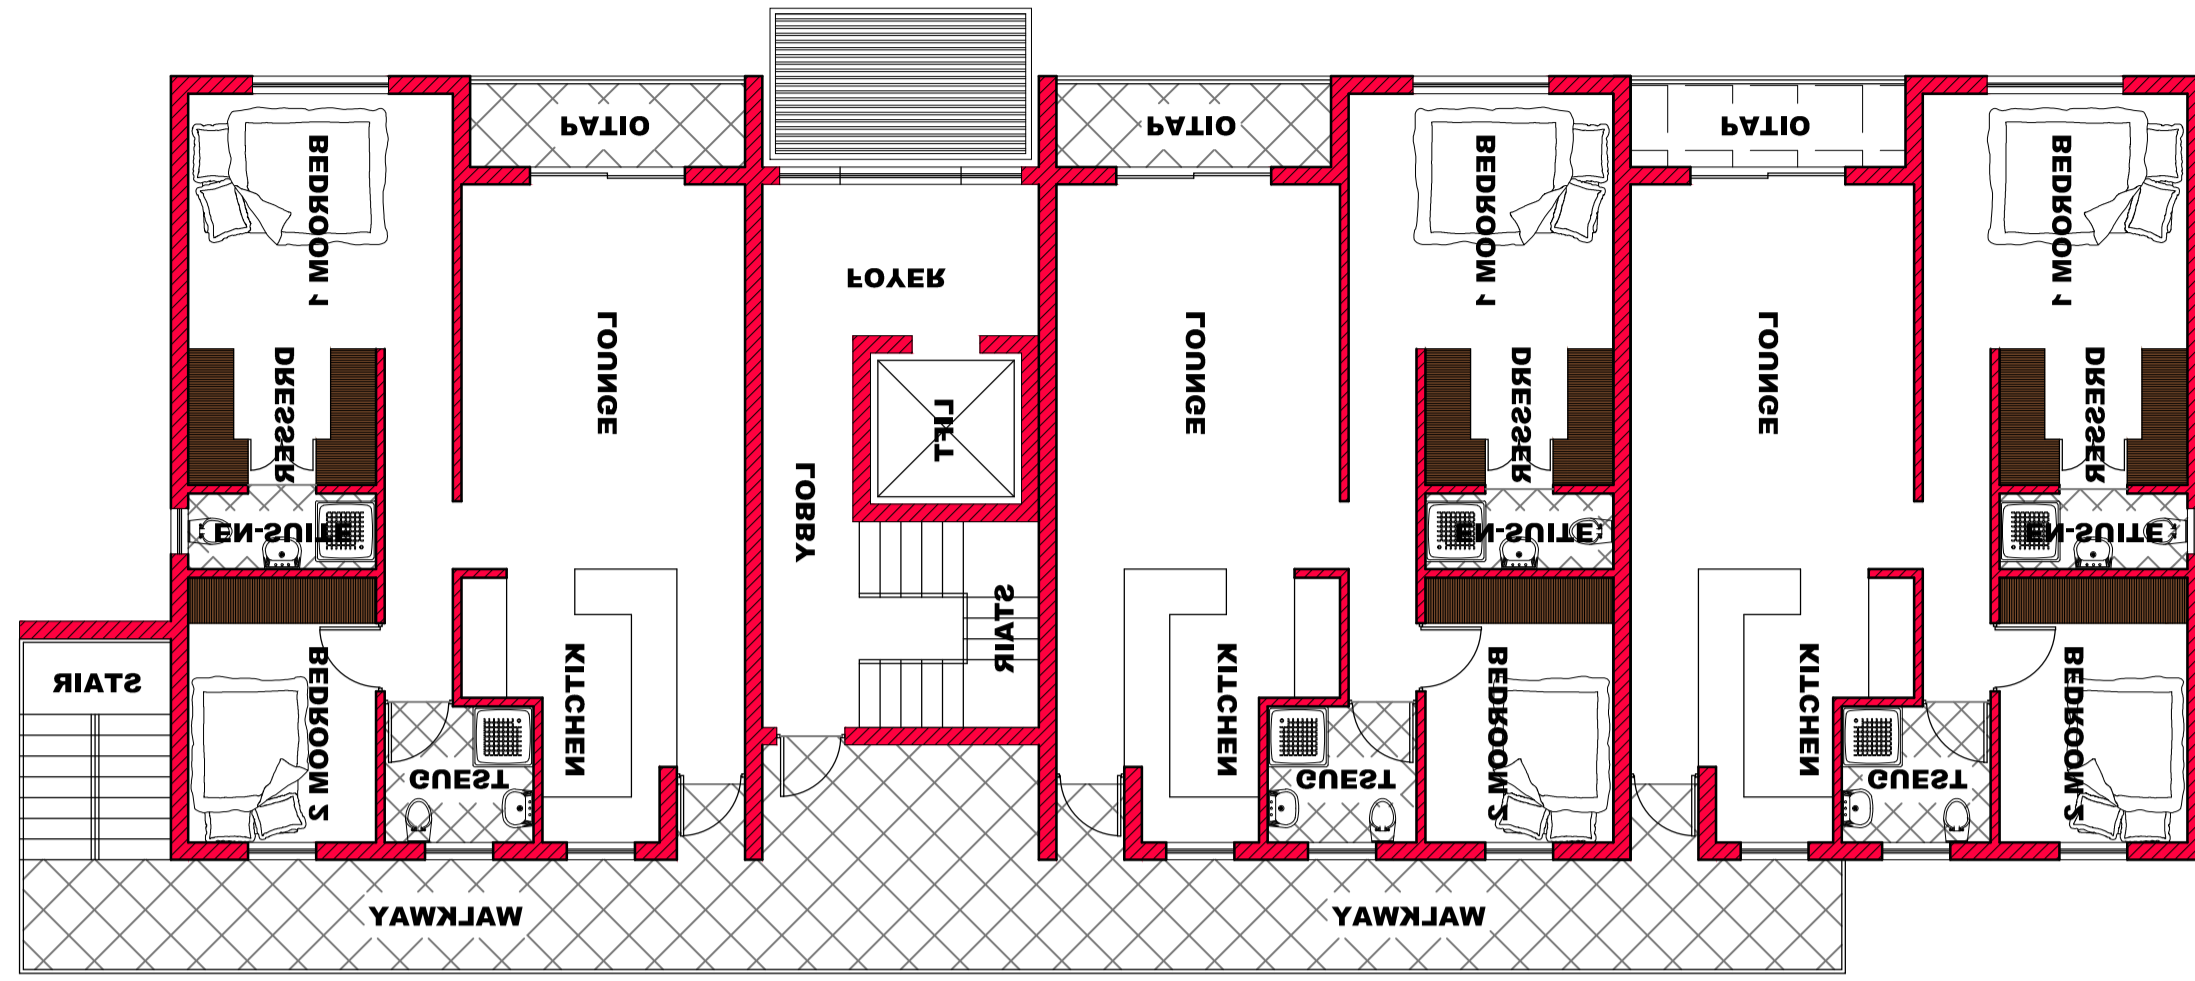 PATIO
PATIO
PATIO
BEDROOM 1
BEDROOM 1
BEDROOM 1
FOYER
LOUNGE
LOUNGE
LOUNGE
DRESSER
DRESSER
DRESSER
LIFT
LOBBY
EN-SUITE
EN-SUITE
EN-SUITE
STAIR
STAIR
KITCHEN
KITCHEN
KITCHEN
BEDROOM 2
BEDROOM 2
BEDROOM 2
GUEST
GUEST
GUEST
WALKWAY
WALKWAY